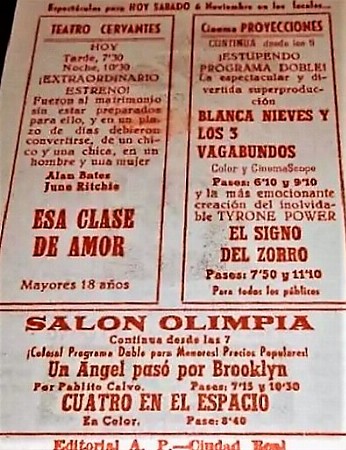 Espectáculos para HOY SABADO 6 Noviembre en los locales...
TEATRO CERVANTES
HOY
Tarde, 7'30
Noche, 10'30
¡EXTRAORDINARIO
ESTRENO!
Fueron al matrimonio
sin estar preparados
para ello, y en un pla-
zo de días debieron
convertirse, de un chi-
co y una chica, en un
hombre y una mujer
Alan Bates
June Ritchie
ESA CLASE
DE AMOR
Mayores 18 años
Cinema PROYECCIONES
CONTINUA desde las 6
¡ESTUPENDO
PROGRAMA DOBLE!
La espectacular y di-
vertida superproduc-
ción
BLANCA NIEVES Y
LOS 3
VAGABUNDOS
Color y CinemaScope
Pases: 6'10 y 9'10
y la más emocionante
creación del inolvida-
ble TYRONE POWER
EL SIGNO
DEL ZORRO
Pases: 7'50 y 11'10
Para todos los públicos
SALON OLIMPIA
Continua desde las 7
¡Colosal Programa Doble para Menores! Precios Populares!
Un Angel pasó por Brooklyn
Por Pablito Calvo. Pases: 7'15 y 10'30
CUATRO EN EL ESPACIO
En Color. Pase: 8'40
Editorial A. P.—Ciudad Real